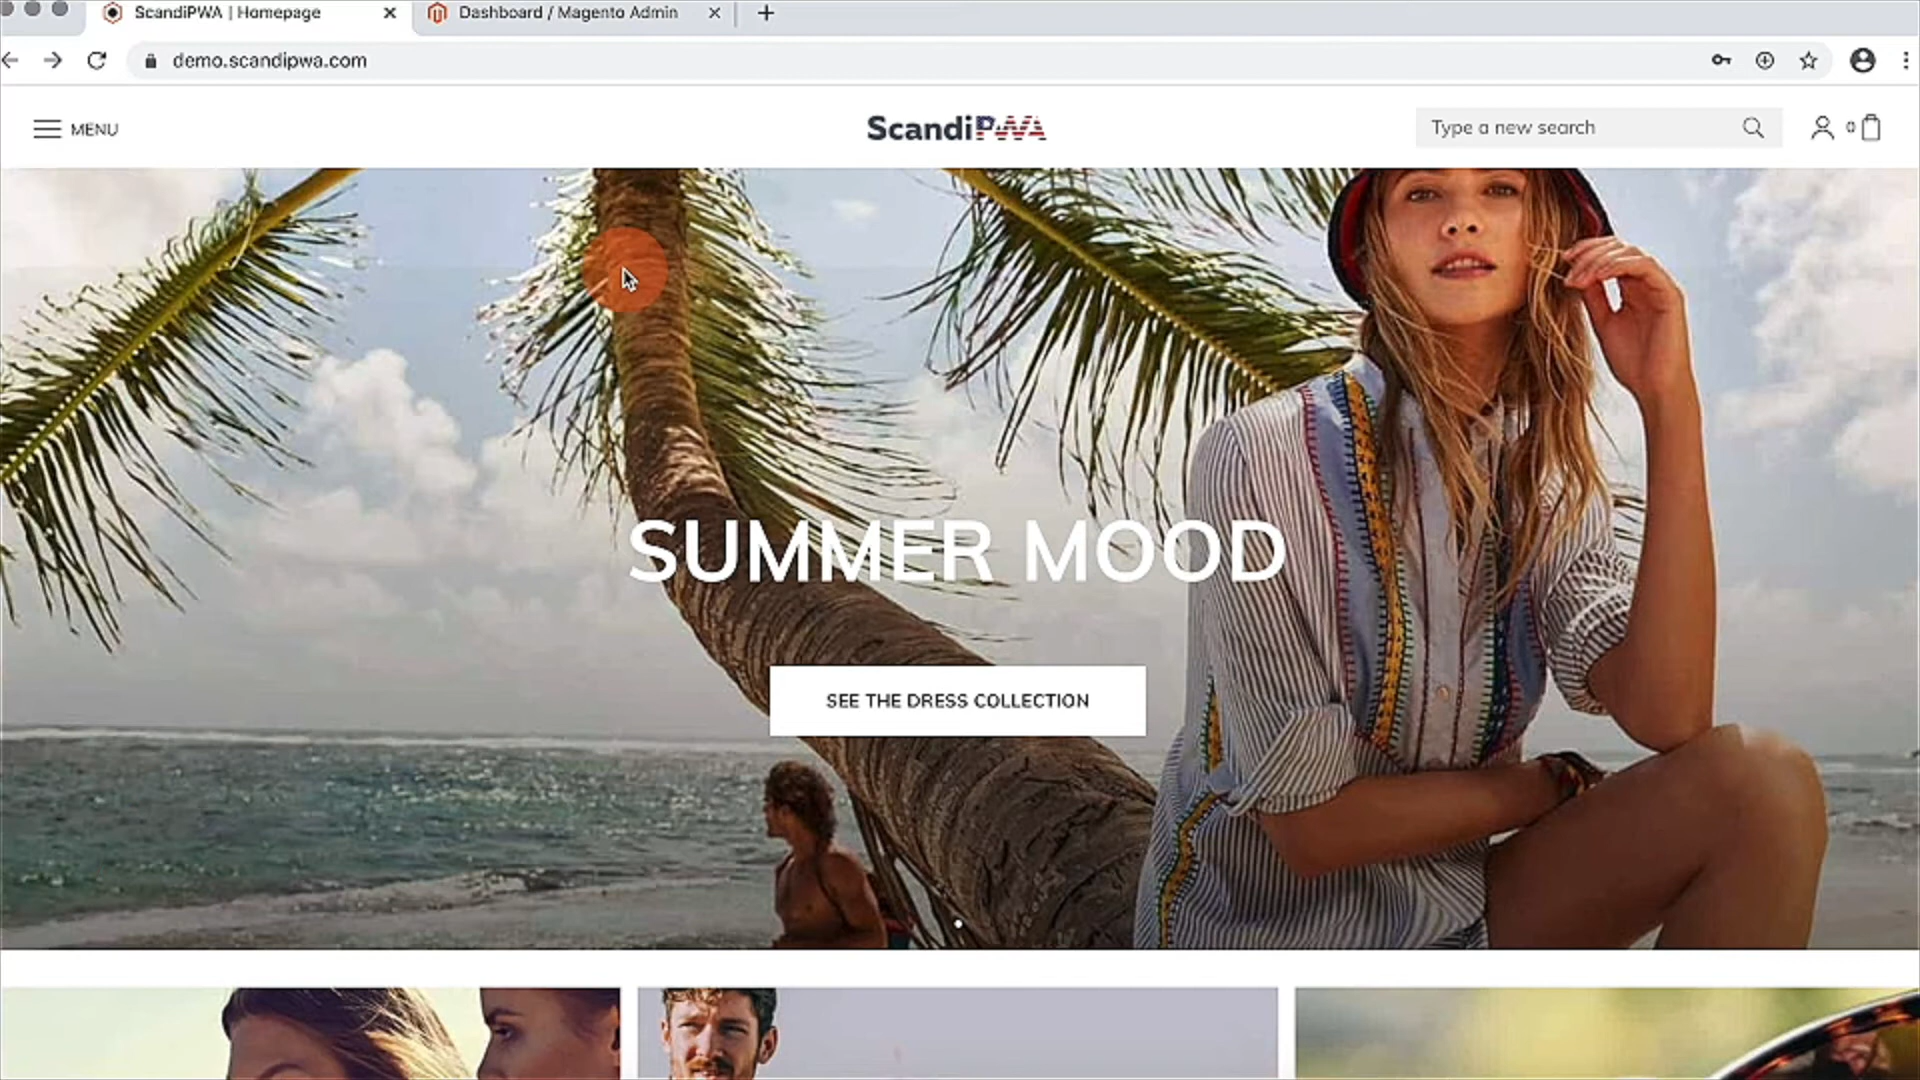 ScandiPWA | Homepage
Dashboard / Magento Admin
demo.scandipwa.com
MENU
ScandiPWA
Type a new search
0
SUMMER MOOD
SEE THE DRESS COLLECTION